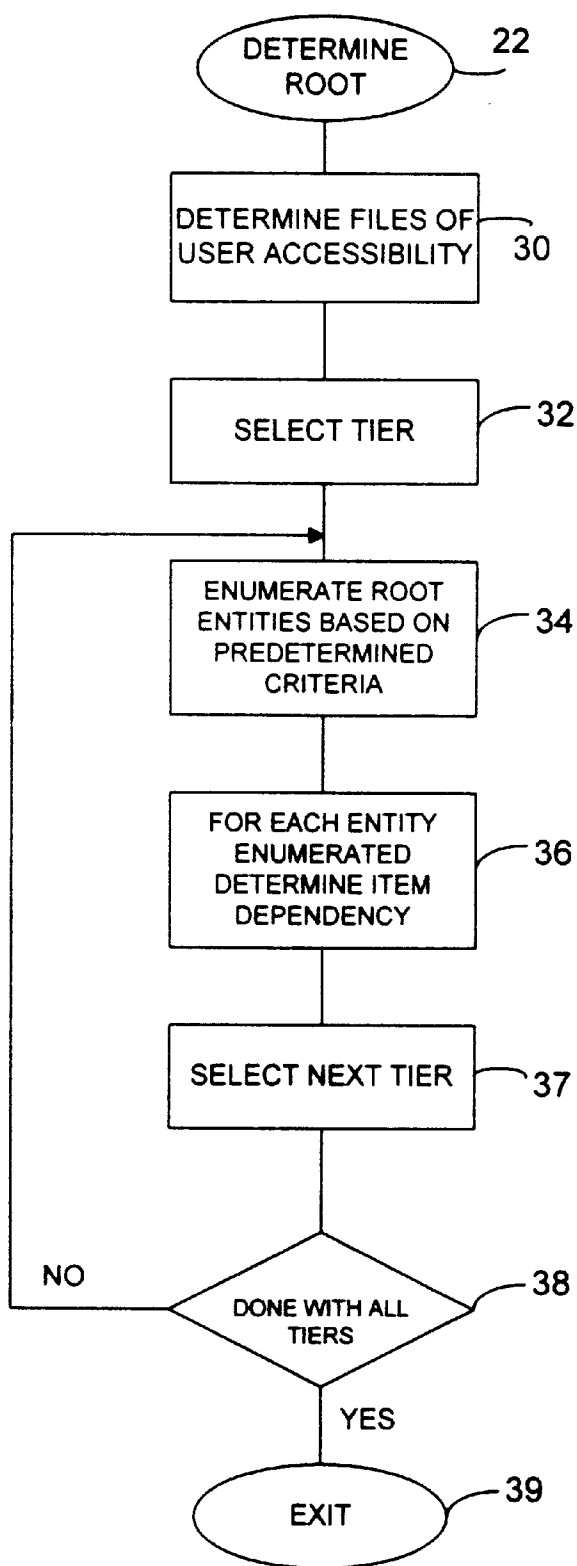 DETERMINE
ROOT
22
DETERMINE FILES OF
USER ACCESSIBILITY
30
SELECT TIER
32
ENUMERATE ROOT
ENTITIES BASED ON
PREDETERMINED
CRITERIA
34
FOR EACH ENTITY
ENUMERATED
DETERMINE ITEM
DEPENDENCY
36
SELECT NEXT TIER
37
NO
DONE WITH ALL
TIERS
38
YES
EXIT
39